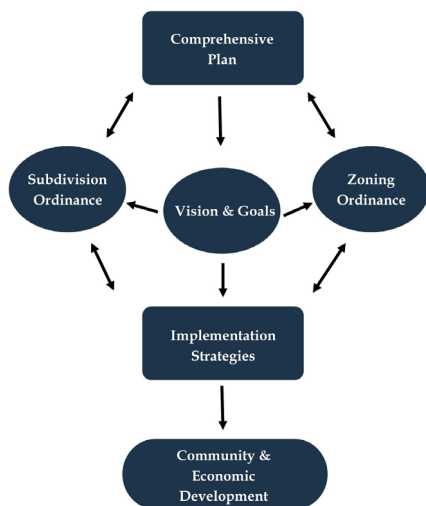 Comprehensive
Plan
Subdivision
Ordinance
Vision & Goals
Zoning
Ordinance
Implementation
Strategies
Community &
Economic
Development